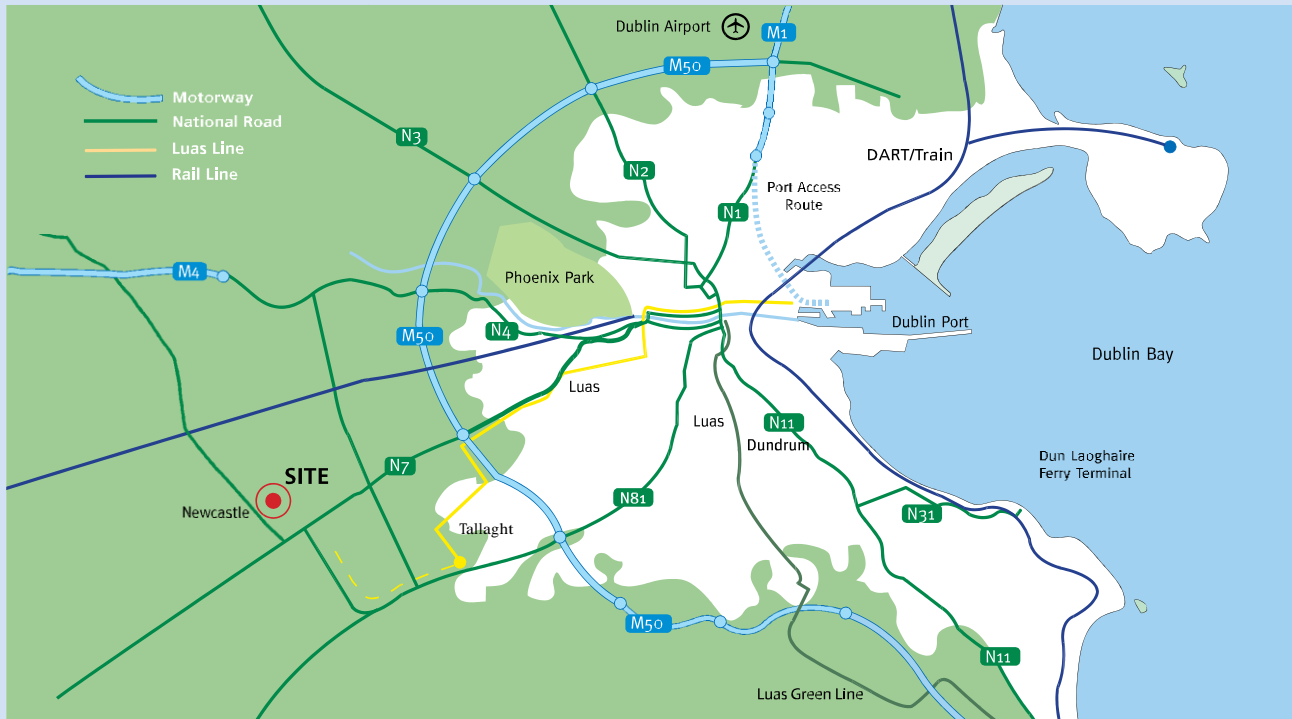 Dublin Airport
M1
M50
Motorway
National Road
Luas Line
Rail Line
N3
N2
DART/Train
Port Access
Route
N1
M4
Phoenix Park
Dublin Port
N4
M50
Dublin Bay
Luas
Luas
N11
Dundrum
Dun Laoghaire
Ferry Terminal
N7
SITE
Newcastle
N81
N31
Tallaght
M50
N11
Luas Green Line